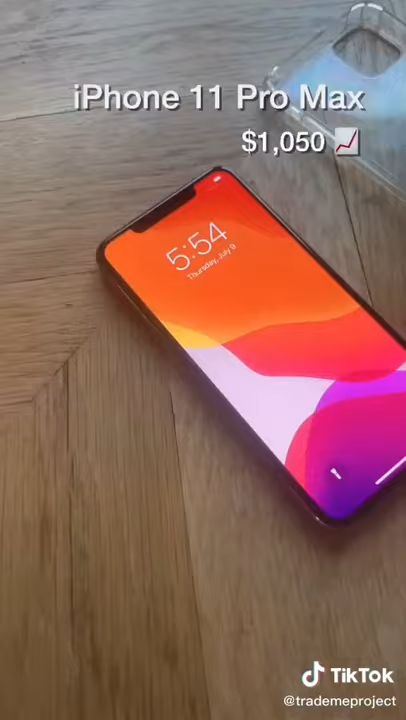 iPhone 11 Pro Max
$1,050 📈
5:54
Thursday, July 9
TikTok
@trademeproject